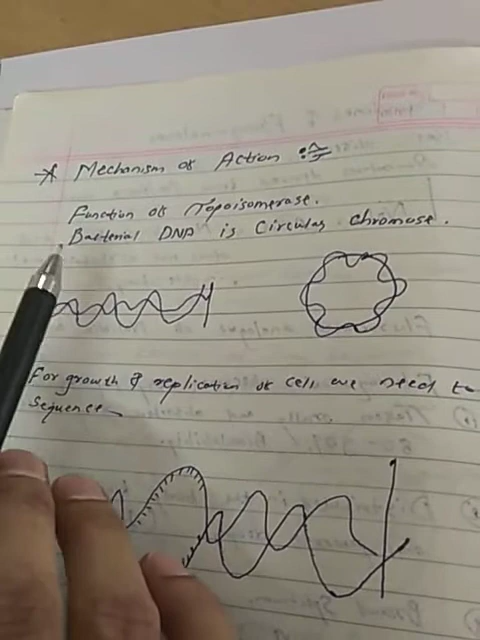 * Mechanism of Action :-
Function of Topoisomerase.
Bacterial DNA is Circular chromose.
For growth & replication of cell, we need to
sequence